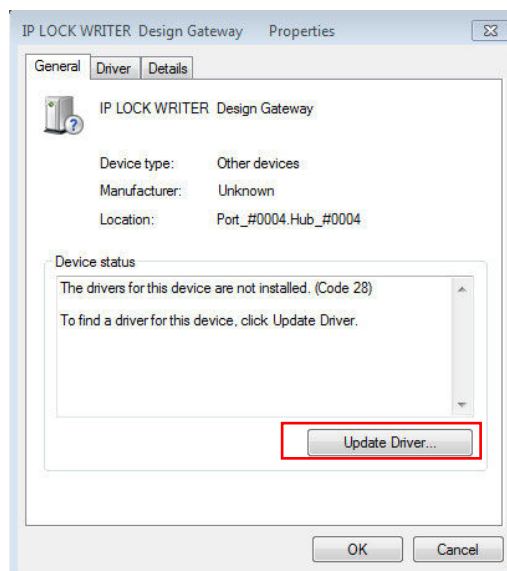 IP LOCK WRITER Design Gateway Properties
General Driver Details
IP LOCK WRITER Design Gateway
Device type: Other devices
Manufacturer: Unknown
Location: Port_#0004.Hub_#0004
Device status
The drivers for this device are not installed. (Code 28)
To find a driver for this device, click Update Driver.
Update Driver...
OK Cancel